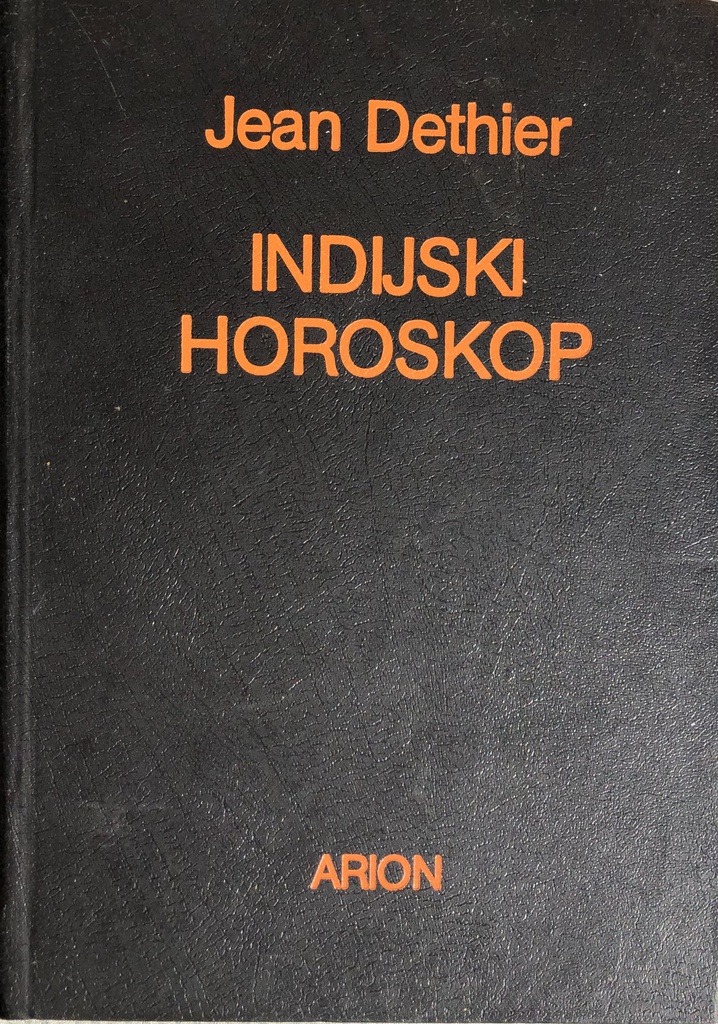 Jean Dethier
INDIJSKI
HOROSKOP
ARION